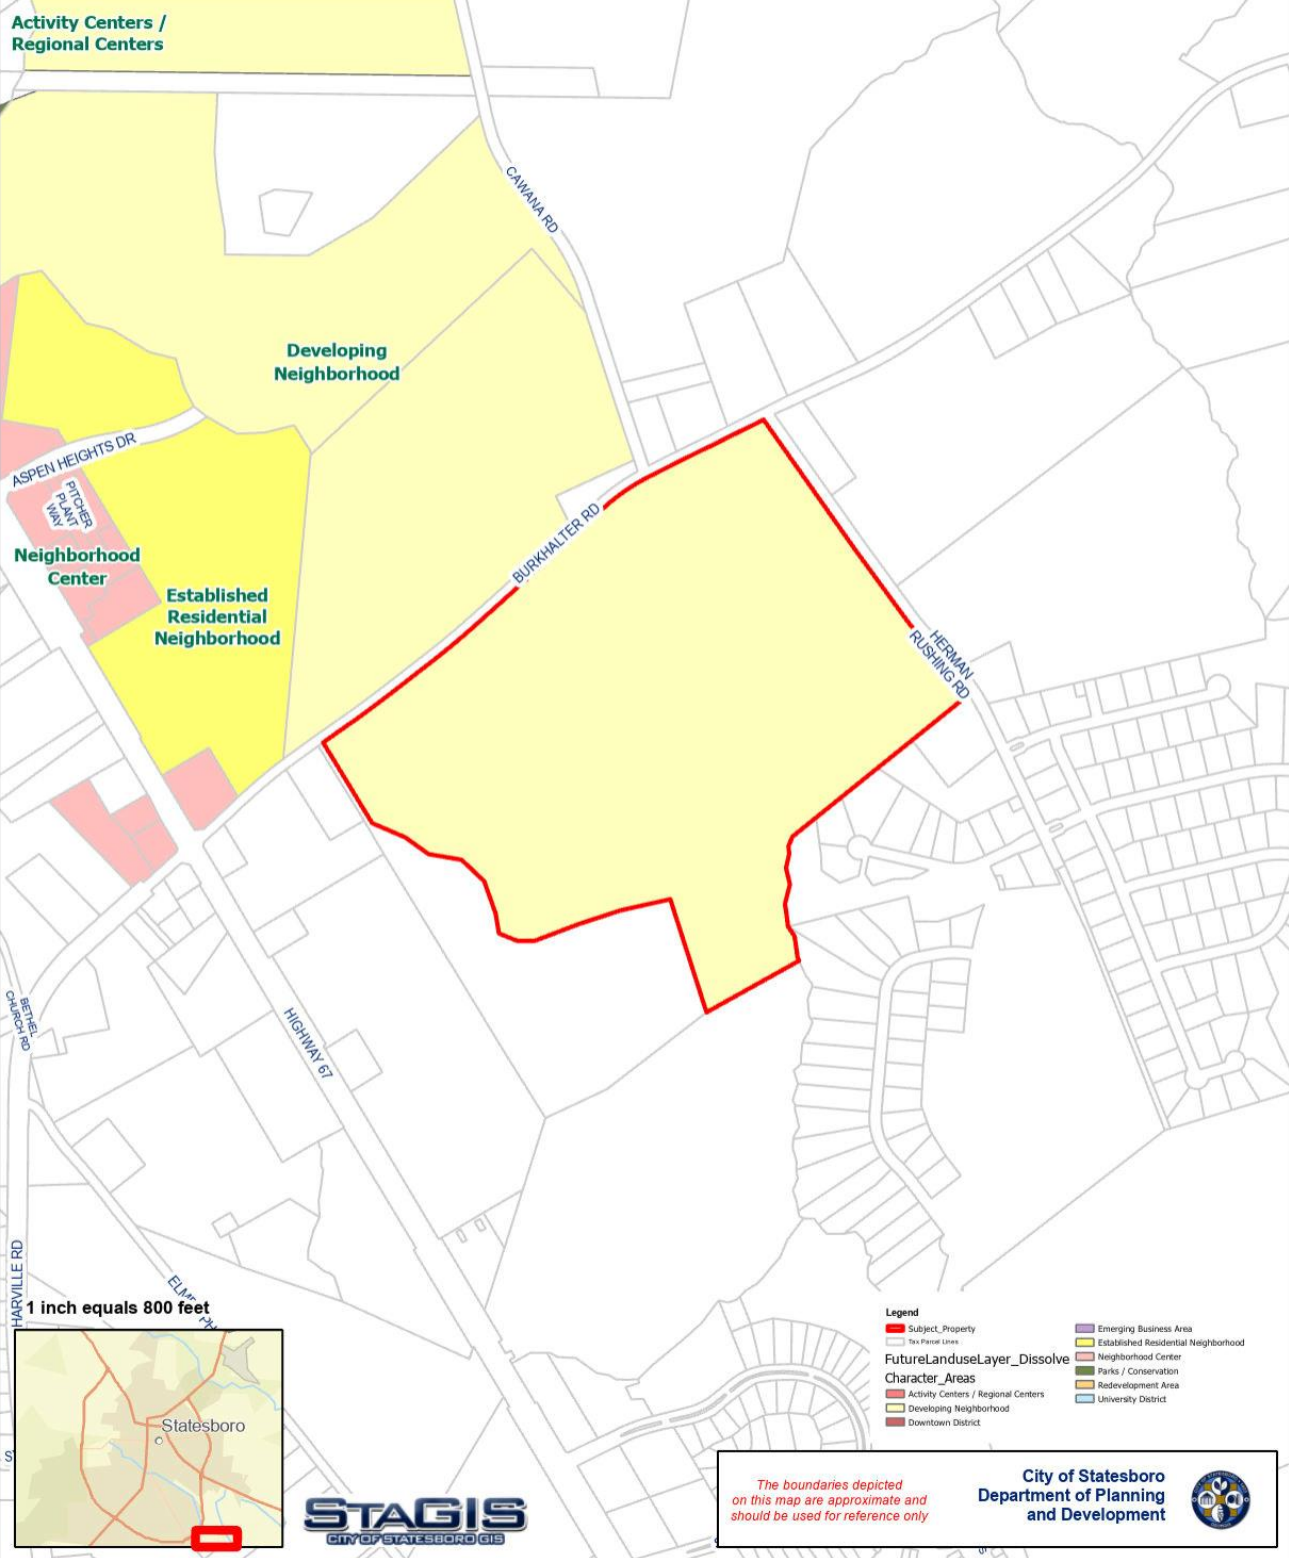 Activity Centers /
Regional Centers
CAWANA RD
Developing
Neighborhood
ASPEN HEIGHTS DR
PITCHER
PLANT
WAY
Neighborhood
Center
Established
Residential
Neighborhood
BURKHALTER RD
HERMAN
RUSHING RD
BETHEL
CHURCH RD
HIGHWAY 67
HARVILLE RD
1 inch equals 800 feet
Statesboro
STAGIS
CITY OF STATESBORO GIS
Legend
Subject_Property
Tax Parcel Lines
FutureLanduseLayer_Dissolve
Character_Areas
Activity Centers / Regional Centers
Developing Neighborhood
Downtown District
Emerging Business Area
Established Residential Neighborhood
Neighborhood Center
Parks / Conservation
Redevelopment Area
University District
The boundaries depicted
on this map are approximate and
should be used for reference only
City of Statesboro
Department of Planning
and Development